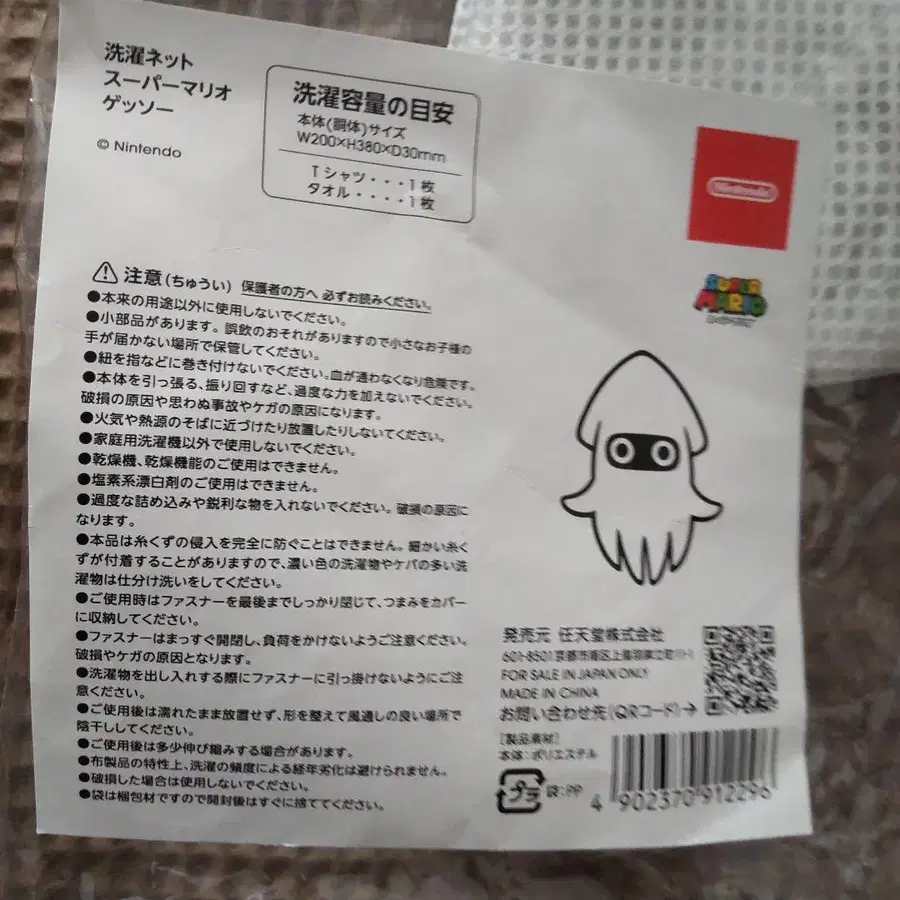 洗濯ネット
スーパーマリオ
ゲッソー
© Nintendo
洗濯容量の目安
本体(胴体)サイズ
W200×H380×D30mm
Tシャツ・・・1枚
タオル・・・・1枚
Nintendo
SUPER
MARIO
注意(ちゅうい) 保護者の方へ 必ずお読みください。
●本来の用途以外に使用しないでください。
●小部品があります。誤飲のおそれがありますので小さなお子様の
手が届かない場所で保管してください。
●紐を指などに巻き付けないでください。血が通わなくなり危険です。
●本体を引っ張る、振り回すなど、過度な力を加えないでください。
破損の原因や思わぬ事故やケガの原因になります。
●火気や熱源のそばに近づけたり放置したりしないでください。
●家庭用洗濯機以外で使用しないでください。
●乾燥機、乾燥機能のご使用はできません。
●塩素系漂白剤のご使用はできません。
●過度な詰め込みや鋭利な物を入れないでください。破損の原因に
なります。
●本品は糸くずの侵入を完全に防ぐことはできません。細かい糸く
ずが付着することがありますので、濃い色の洗濯物やケバの多い洗
濯物は仕分け洗いをしてください。
●ご使用時はファスナーを最後までしっかり閉じて、つまみをカバー
に収納してください。
●ファスナーはまっすぐ開閉し、負荷をかけないようご注意ください。
破損やケガの原因となります。
●洗濯物を出し入れする際にファスナーに引っ掛けないようにご注
意ください。
●ご使用後は濡れたまま放置せず、形を整えて風通しの良い場所で
陰干ししてください。
●ご使用後は多少伸び縮みする場合があります。
●布製品の特性上、洗濯の頻度による経年劣化は避けられません。
●破損した場合は使用しないでください。
●袋は梱包材ですので開封後はすぐに捨ててください。
発売元 任天堂株式会社
601-8501 京都市南区上鳥羽鉾立町11-1
FOR SALE IN JAPAN ONLY
MADE IN CHINA
お問い合わせ先(QRコード)→
[製品素材]
本体:ポリエステル
プラ 袋:PP
4 902370 912296